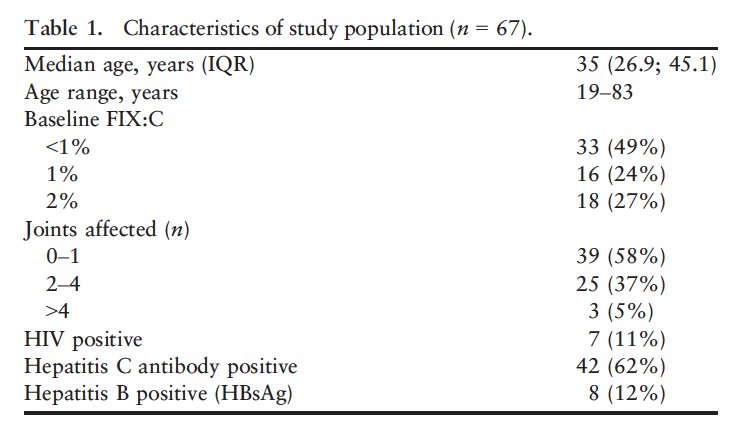 Table 1. Characteristics of study population (n = 67).
Median age, years (IQR) 35 (26.9; 45.1)
Age range, years 19–83
Baseline FIX:C
<1% 33 (49%)
1% 16 (24%)
2% 18 (27%)
Joints affected (n)
0–1 39 (58%)
2–4 25 (37%)
>4 3 (5%)
HIV positive 7 (11%)
Hepatitis C antibody positive 42 (62%)
Hepatitis B positive (HBsAg) 8 (12%)